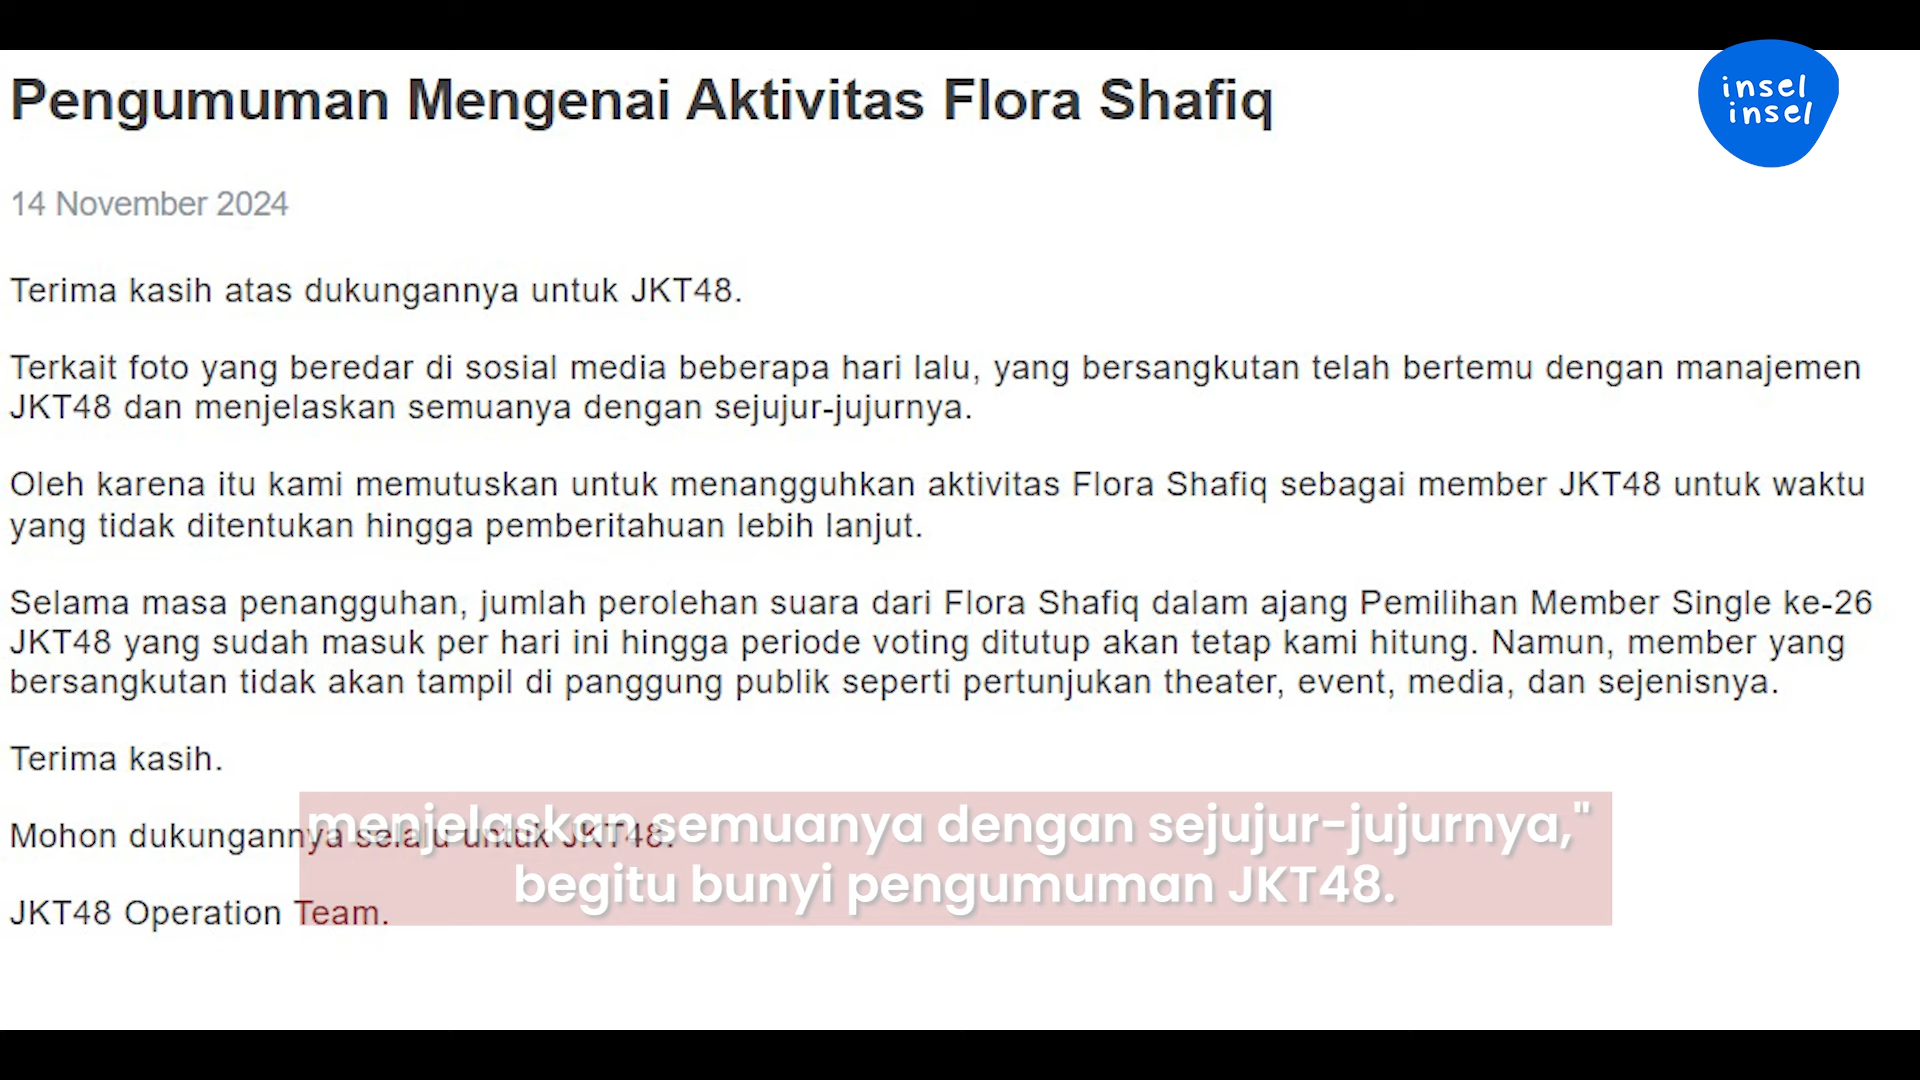 Pengumuman Mengenai Aktivitas Flora Shafiq
insel
insel
14 November 2024
Terima kasih atas dukungannya untuk JKT48.
Terkait foto yang beredar di sosial media beberapa hari lalu, yang bersangkutan telah bertemu dengan manajemen
JKT48 dan menjelaskan semuanya dengan sejujur-jujurnya.
Oleh karena itu kami memutuskan untuk menangguhkan aktivitas Flora Shafiq sebagai member JKT48 untuk waktu
yang tidak ditentukan hingga pemberitahuan lebih lanjut.
Selama masa penangguhan, jumlah perolehan suara dari Flora Shafiq dalam ajang Pemilihan Member Single ke-26
JKT48 yang sudah masuk per hari ini hingga periode voting ditutup akan tetap kami hitung. Namun, member yang
bersangkutan tidak akan tampil di panggung publik seperti pertunjukan theater, event, media, dan sejenisnya.
Terima kasih.
Mohon dukungannya selalu untuk JKT48.
menjelaskan semuanya dengan sejujur-jujurnya,"
begitu bunyi pengumuman JKT48.
JKT48 Operation Team.